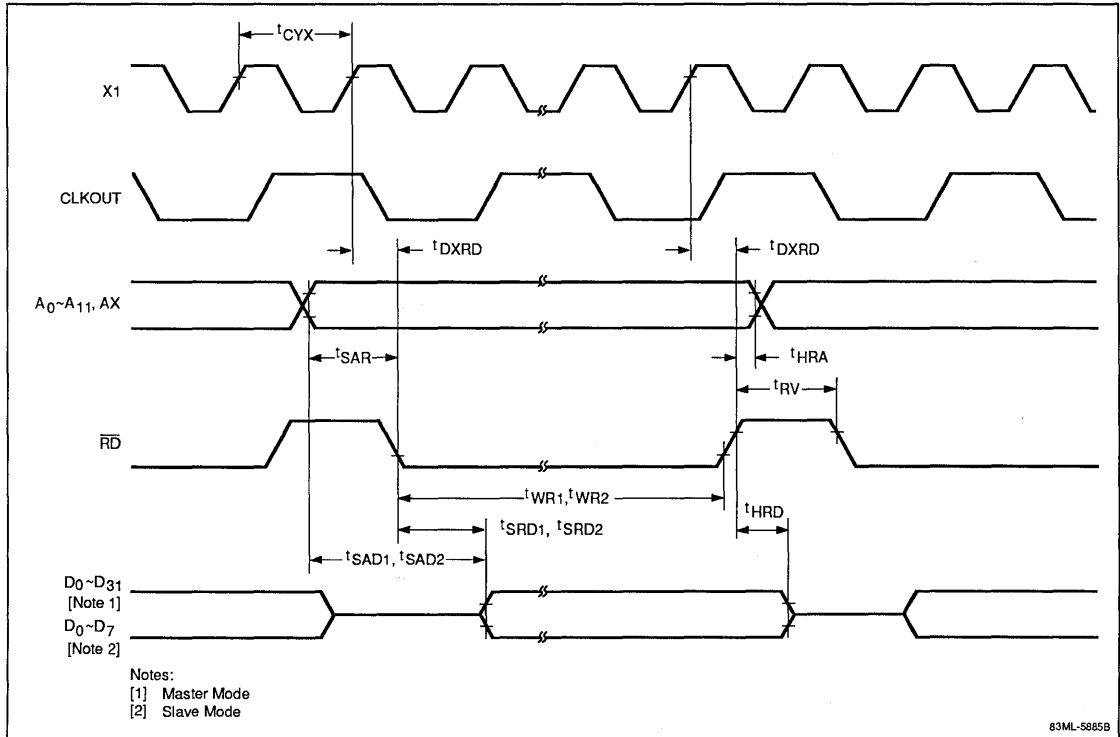 tCYX
X1
CLKOUT
tDXRD
tDXRD
A0~A11, AX
tSAR
tHRA
tRV
RD
tWR1, tWR2
tHRD
tSRD1, tSRD2
tSAD1, tSAD2
D0~D31
[Note 1]
D0~D7
[Note 2]
Notes:
[1] Master Mode
[2] Slave Mode
83ML-5885B